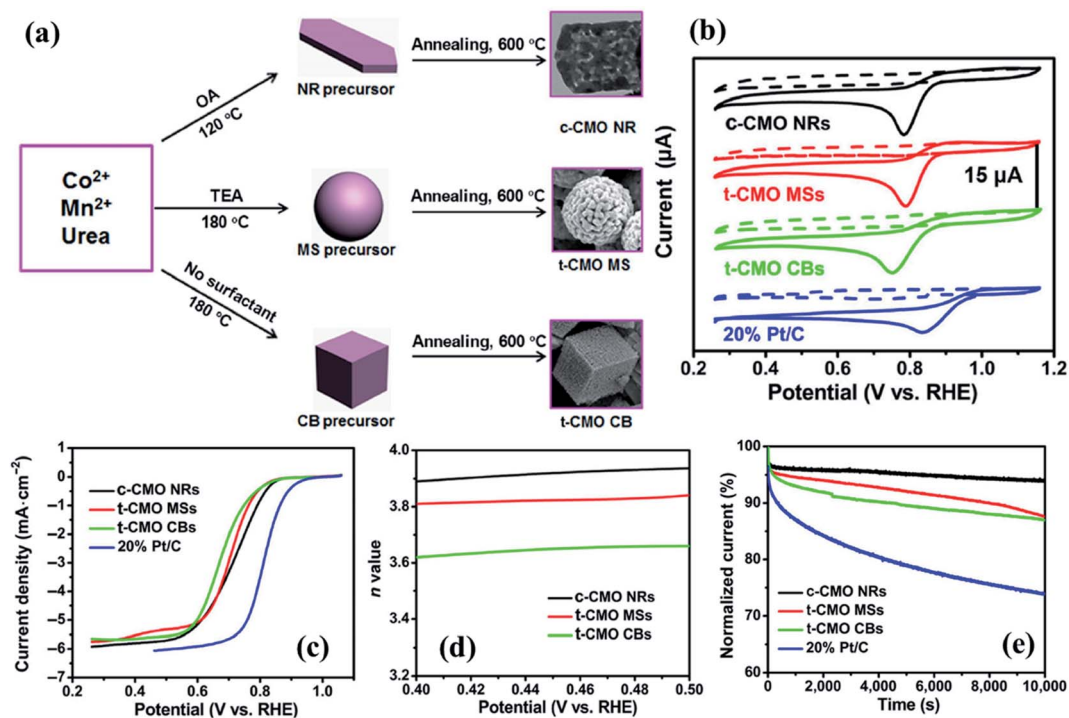 (a)
Co2+
Mn2+
Urea
OA
120 °C
NR precursor
Annealing, 600 °C
c-CMO NR
TEA
180 °C
MS precursor
Annealing, 600 °C
t-CMO MS
No surfactant
180 °C
CB precursor
Annealing, 600 °C
t-CMO CB
(b)
Current (μA)
c-CMO NRs
t-CMO MSs
15 μA
t-CMO CBs
20% Pt/C
0.2 0.4 0.6 0.8 1.0 1.2
Potential (V vs. RHE)
Current density (mA·cm−2)
1
0
−1
−2
−3
−4
−5
−6
−7
c-CMO NRs
t-CMO MSs
t-CMO CBs
20% Pt/C
(c)
0.2 0.4 0.6 0.8 1.0
Potential (V vs. RHE)
n value
4.0
3.8
3.6
3.4
3.2
c-CMO NRs
t-CMO MSs
t-CMO CBs
(d)
0.40 0.42 0.44 0.46 0.48 0.50
Potential (V vs. RHE)
Normalized current (%)
100
90
80
70
60
c-CMO NRs
t-CMO MSs
t-CMO CBs
20% Pt/C
(e)
0 2,000 4,000 6,000 8,000 10,000
Time (s)